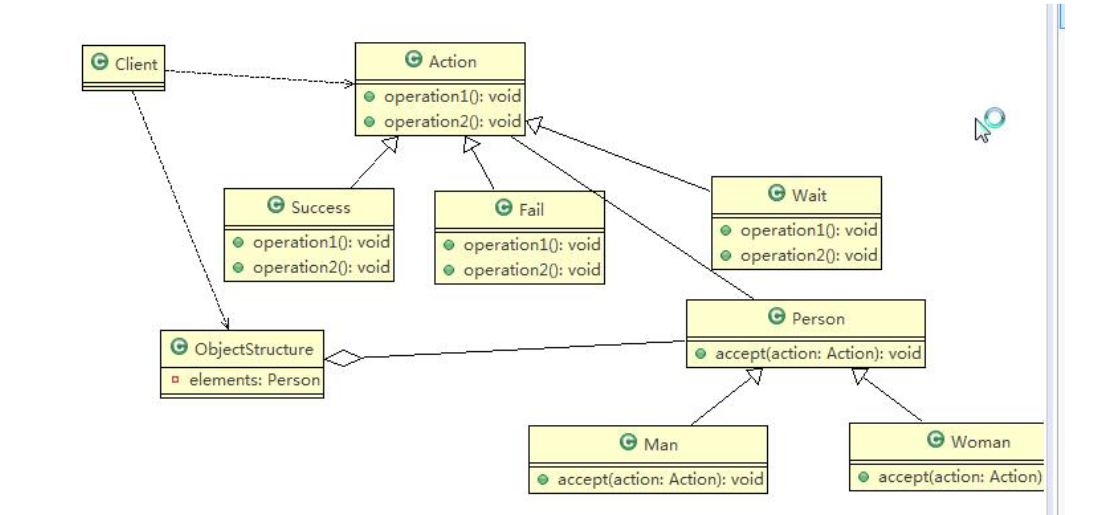 Client
Action
operation1(): void
operation2(): void
Success
operation1(): void
operation2(): void
Fail
operation1(): void
operation2(): void
Wait
operation1(): void
operation2(): void
ObjectStructure
elements: Person
Person
accept(action: Action): void
Man
accept(action: Action): void
Woman
accept(action: Action)